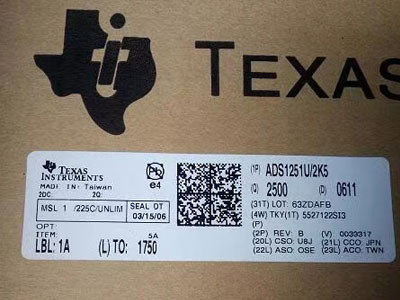 TEXAS
TEXAS
INSTRUMENTS
MADE IN: Taiwan
2DC: 2Q:
MSL 1 /225C/UNLIM
SEAL DT
03/15/06
OPT:
ITEM: 5A
LBL: 1A (L) TO: 1750
Pb
e4
(1P) ADS1251U/2K5
(Q) 2500 (D) 0611
(31T) LOT: 63ZDAFB
(4W) TKY(1T) 5527122SI3
(P)
(2P) REV: B (V) 0033317
(20L) CSO: U8J (21L) CCO: JPN
(22L) ASO: OSE (23L) ACO: TWN